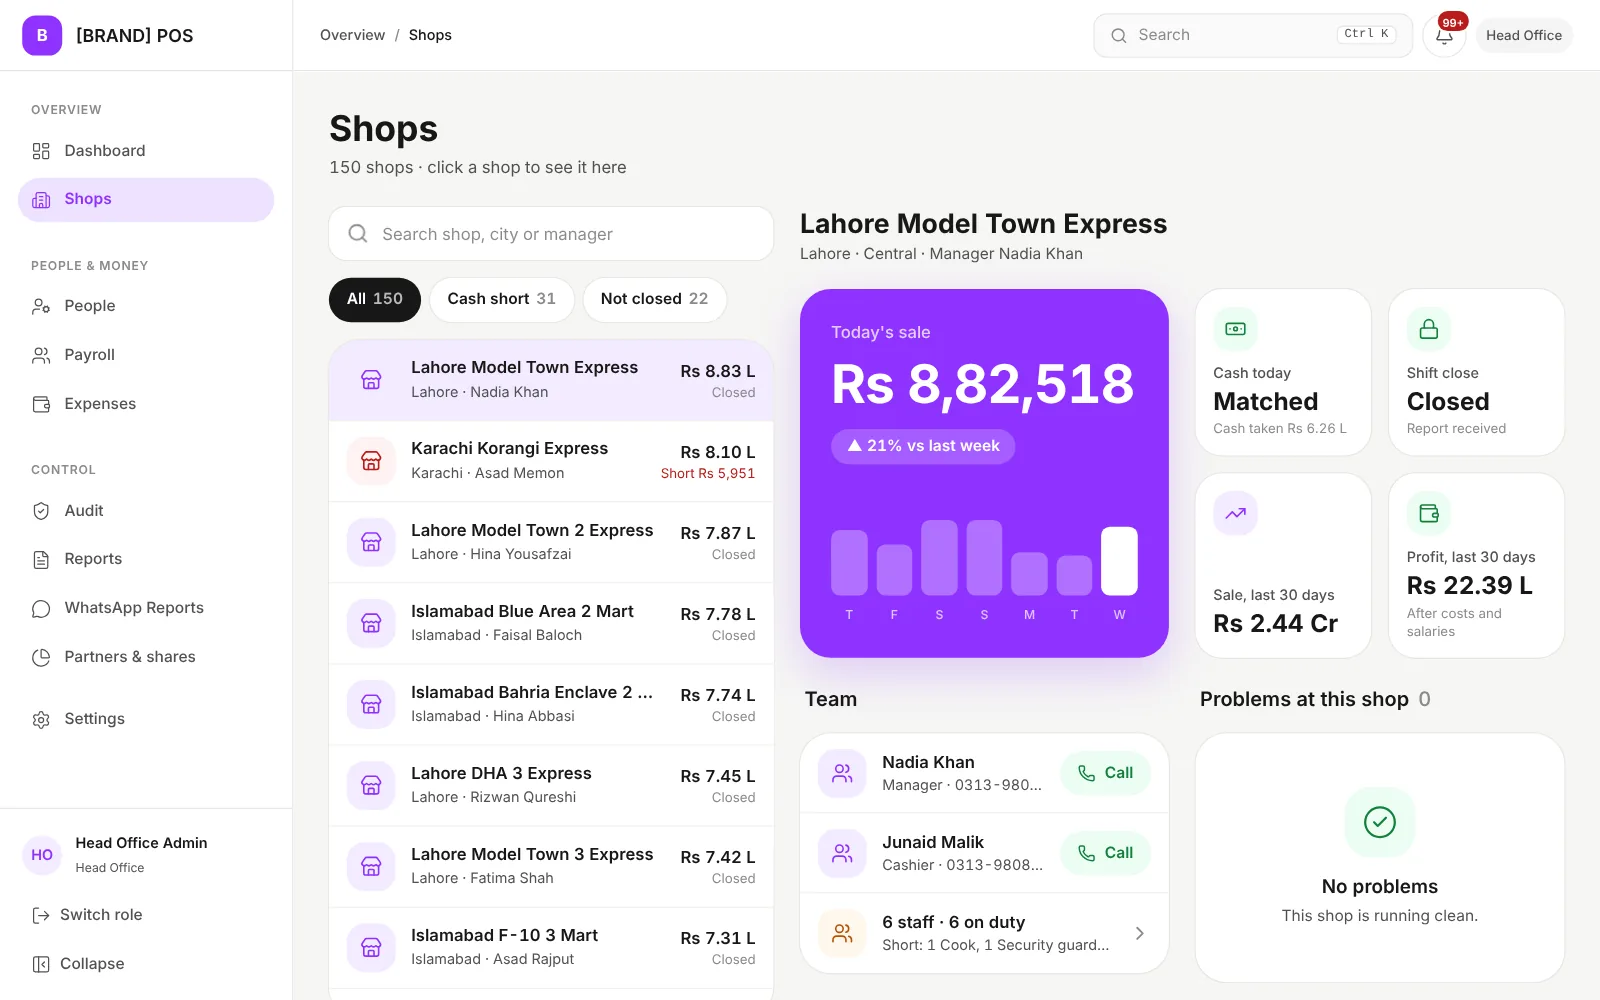 B [BRAND] POS
Overview / Shops
Search Ctrl K
99+
Head Office
OVERVIEW
Dashboard
Shops
PEOPLE & MONEY
People
Payroll
Expenses
CONTROL
Audit
Reports
WhatsApp Reports
Partners & shares
Settings
HO Head Office Admin
Head Office
Switch role
Collapse
Shops
150 shops · click a shop to see it here
Search shop, city or manager
All 150 Cash short 31 Not closed 22
Lahore Model Town Express Rs 8.83 L
Lahore · Nadia Khan Closed
Karachi Korangi Express Rs 8.10 L
Karachi · Asad Memon Short Rs 5,951
Lahore Model Town 2 Express Rs 7.87 L
Lahore · Hina Yousafzai Closed
Islamabad Blue Area 2 Mart Rs 7.78 L
Islamabad · Faisal Baloch Closed
Islamabad Bahria Enclave 2 ... Rs 7.74 L
Islamabad · Hina Abbasi Closed
Lahore DHA 3 Express Rs 7.45 L
Lahore · Rizwan Qureshi Closed
Lahore Model Town 3 Express Rs 7.42 L
Lahore · Fatima Shah Closed
Islamabad F-10 3 Mart Rs 7.31 L
Islamabad · Asad Rajput Closed
Lahore Model Town Express
Lahore · Central · Manager Nadia Khan
Today's sale
Rs 8,82,518
▲ 21% vs last week
T F S S M T W
Cash today
Matched
Cash taken Rs 6.26 L
Shift close
Closed
Report received
Sale, last 30 days
Rs 2.44 Cr
Profit, last 30 days
Rs 22.39 L
After costs and
salaries
Team
Nadia Khan
Manager · 0313-980...
Call
Junaid Malik
Cashier · 0313-9808...
Call
6 staff · 6 on duty
Short: 1 Cook, 1 Security guard...
Problems at this shop 0
No problems
This shop is running clean.